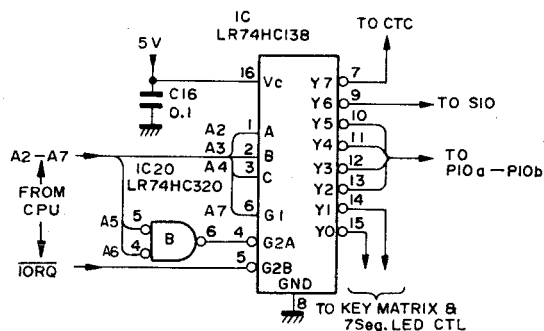 IC
LR74HC138
5V
C16
0.1
16
Vc
A2
1
A
A3
2
B
A4
3
C
A7
6
G1
A2-A7
FROM
CPU
IORQ
IC20
LR74HC320
A5
5
A6
4
B
6
4
G2A
5
G2B
GND
8
Y7
7
TO CTC
Y6
9
TO SIO
Y5
10
Y4
11
Y3
12
Y2
13
TO
PIOa-PIOb
Y1
14
Y0
15
TO KEY MATRIX &
7Seg. LED CTL